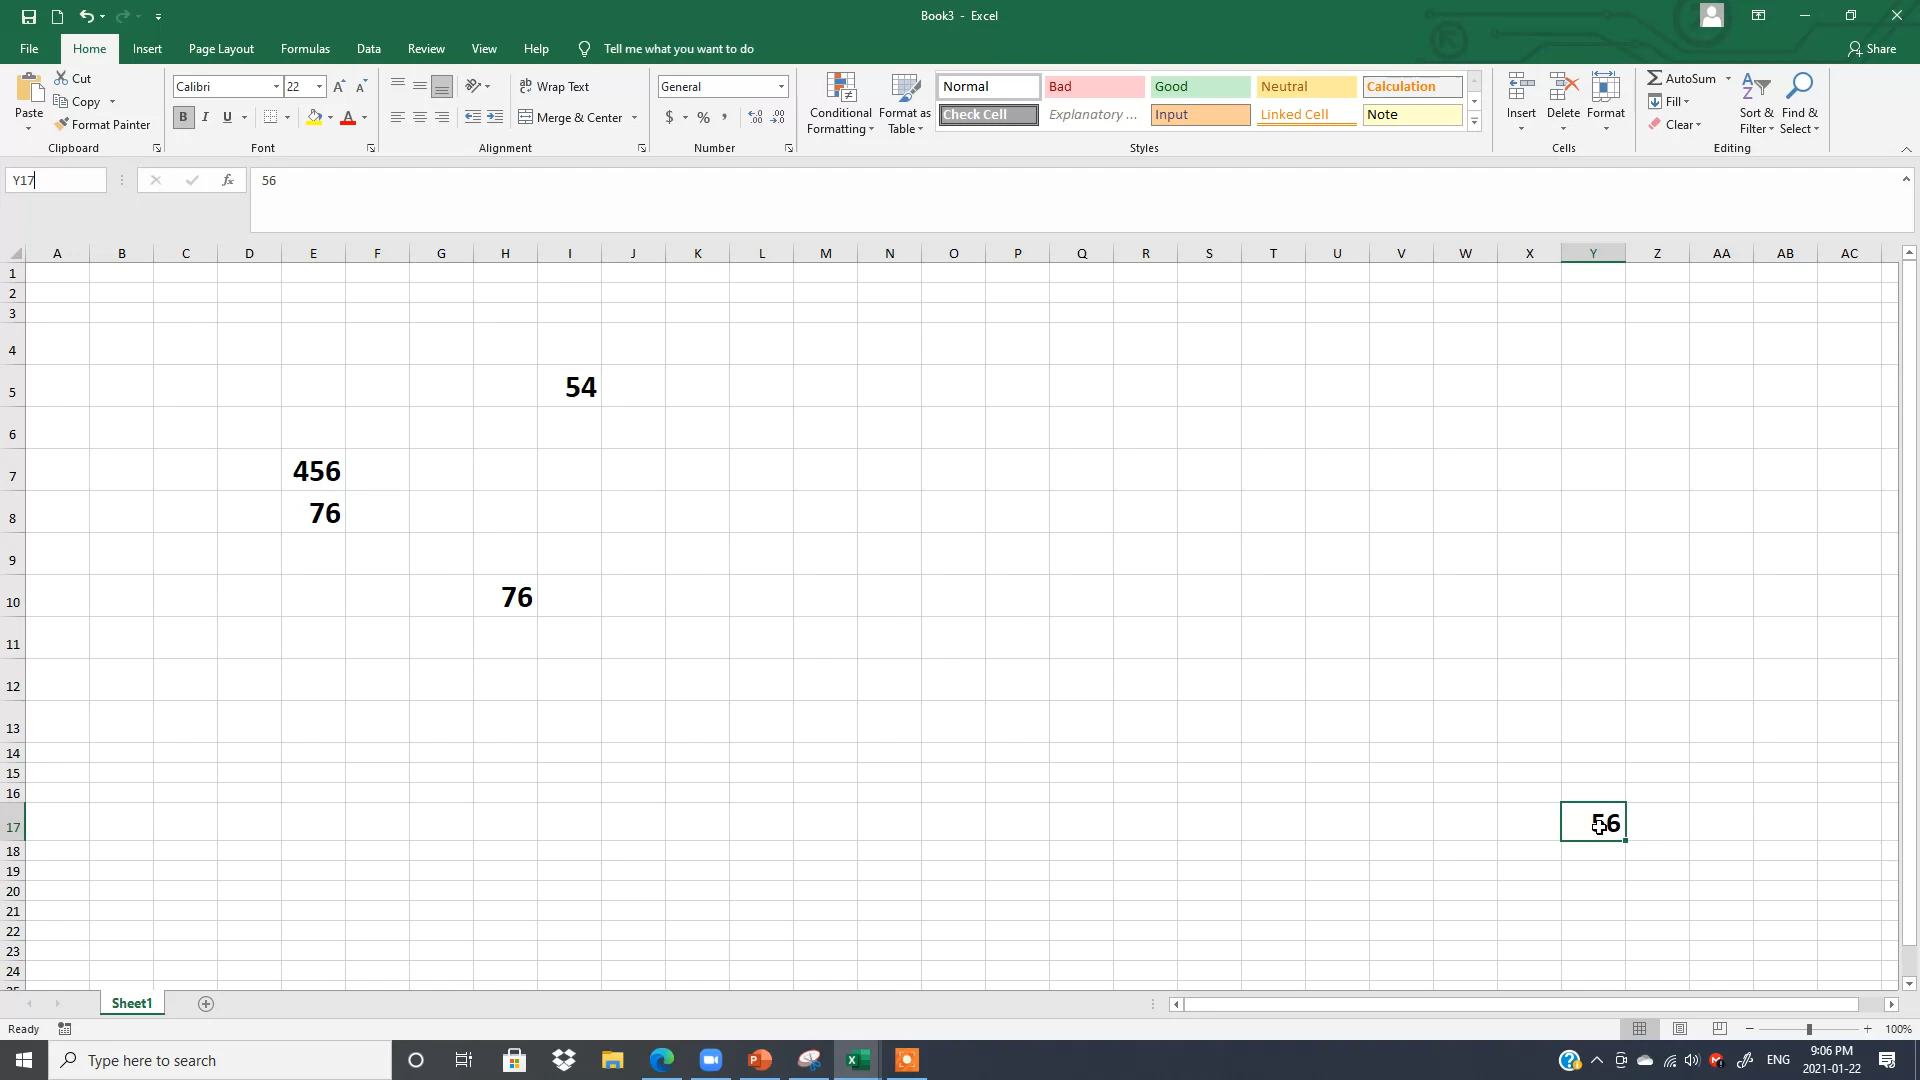 Book3 - Excel
File Home Insert Page Layout Formulas Data Review View Help Tell me what you want to do Share
Paste
Cut
Copy
Format Painter
Clipboard
Calibri 22
B I U
Font
Wrap Text
Merge & Center
Alignment
General
$ % ,
Number
Conditional Formatting
Format as Table
Normal Bad Good Neutral Calculation
Check Cell Explanatory ... Input Linked Cell Note
Styles
Insert Delete Format
Cells
AutoSum
Fill
Clear
Sort & Filter
Find & Select
Editing
Y17 fx 56
A B C D E F G H I J K L M N O P Q R S T U V W X Y Z AA AB AC
1
2
3
4
5 54
6
7 456
8 76
9
10 76
11
12
13
14
15
16
17 56
18
19
20
21
22
23
24
25
Sheet1
Ready 100%
Type here to search
ENG
9:06 PM
2021-01-22